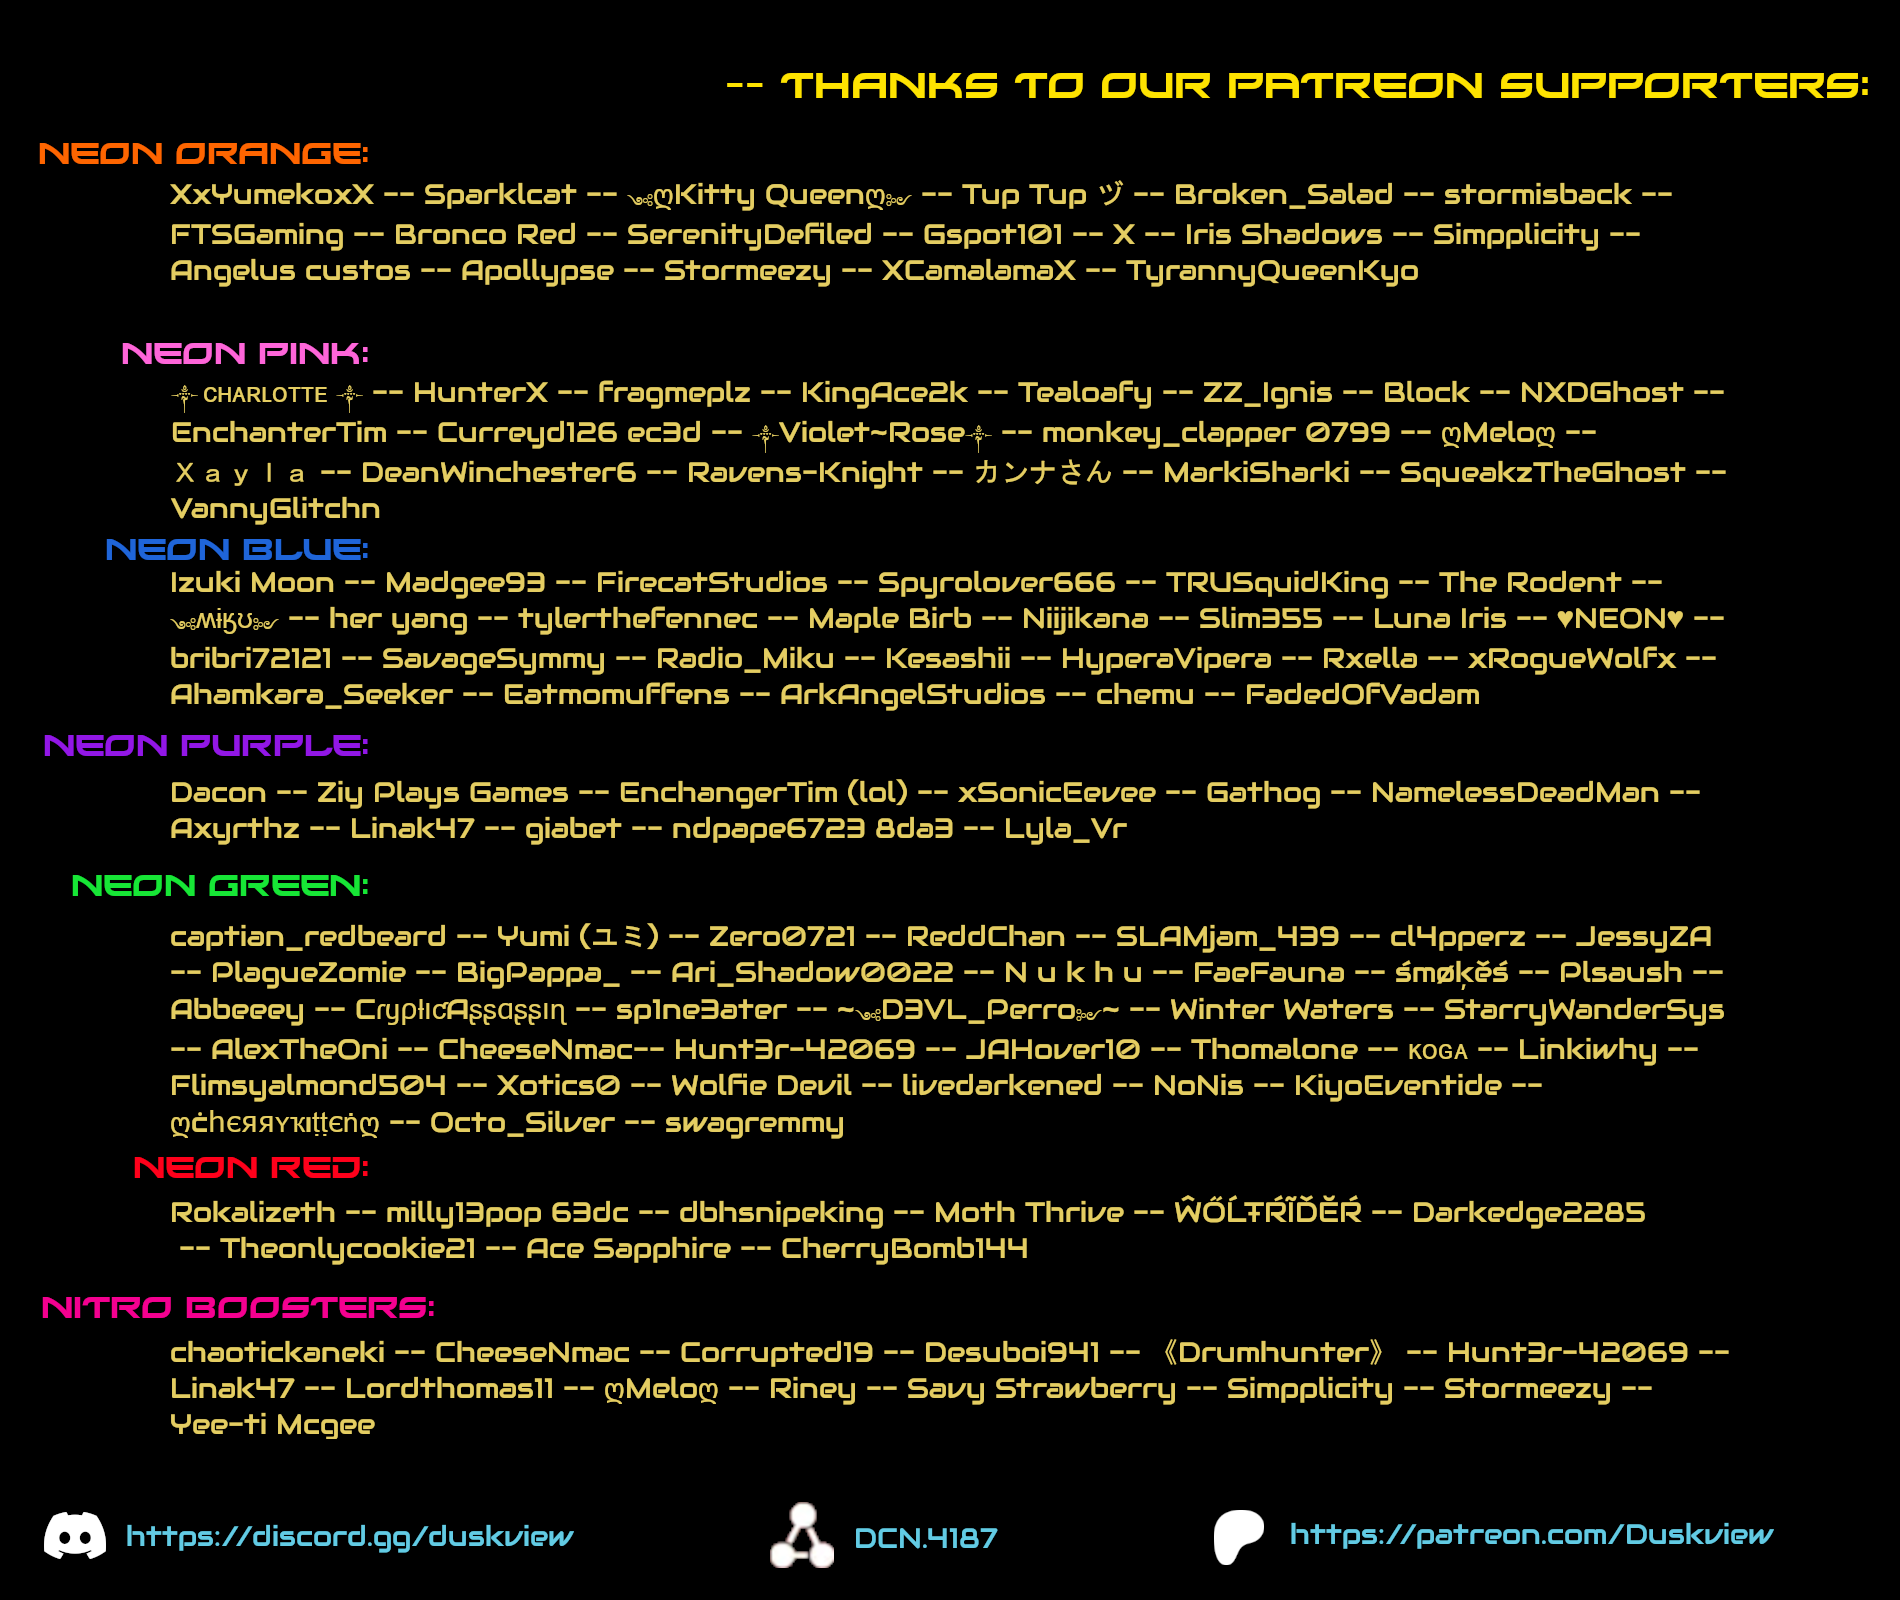 -- THANKS TO OUR PATREON SUPPORTERS:
NEON ORANGE:
XxYumekoxX -- Sparklcat -- ༺ღKitty Queenღ༻ -- Tup Tup ヅ -- Broken_Salad -- stormisback --
FTSGaming -- Bronco Red -- SerenityDefiled -- Gspot101 -- X -- Iris Shadows -- Simpplicity --
Angelus custos -- Apollypse -- Stormeezy -- XCamalamaX -- TyrannyQueenKyo
NEON PINK:
⸸ ᴄʜᴀʀʟᴏᴛᴛᴇ ⸸ -- HunterX -- fragmeplz -- KingAce2k -- Tealoafy -- ZZ_Ignis -- Block -- NXDGhost --
EnchanterTim -- Curreyd126 ec3d -- ⸸Violet~Rose⸸ -- monkey_clapper 0799 -- ღMeloღ --
Ｘａｙｌａ -- DeanWinchester6 -- Ravens-Knight -- カンナさん -- MarkiSharki -- SqueakzTheGhost --
VannyGlitchn
NEON BLUE:
Izuki Moon -- Madgee93 -- FirecatStudios -- Spyrolover666 -- TRUSquidKing -- The Rodent --
༺ʍɨӄʊ༻ -- her yang -- tylerthefennec -- Maple Birb -- Niijikana -- Slim355 -- Luna Iris -- ♥NEON♥ --
bribri72121 -- SavageSymmy -- Radio_Miku -- Kesashii -- HyperaVipera -- Rxella -- xRogueWolfx --
Ahamkara_Seeker -- Eatmomuffens -- ArkAngelStudios -- chemu -- FadedOfVadam
NEON PURPLE:
Dacon -- Ziy Plays Games -- EnchangerTim (lol) -- xSonicEevee -- Gathog -- NamelessDeadMan --
Axyrthz -- Linak47 -- giabet -- ndpape6723 8da3 -- Lyla_Vr
NEON GREEN:
captian_redbeard -- Yumi (ユミ) -- Zero0721 -- ReddChan -- SLAMjam_439 -- cl4pperz -- JessyZA
-- PlagueZomie -- BigPappa_ -- Ari_Shadow0022 -- N u k h u -- FaeFauna -- śmøķěś -- Plsaush --
Abbeeey -- CɾყρƚιƈAʂʂαʂʂιɳ -- sp1ne3ater -- ~༺D3VL_Perro༻~ -- Winter Waters -- StarryWanderSys
-- AlexTheOni -- CheeseNmac-- Hunt3r-42069 -- JAHover10 -- Thomalone -- ᴋᴏɢᴀ -- Linkiwhy --
Flimsyalmond504 -- Xotics0 -- Wolfie Devil -- livedarkened -- NoNis -- KiyoEventide --
ღċһєяяʏҡıṭṭєṅღ -- Octo_Silver -- swagremmy
NEON RED:
Rokalizeth -- milly13pop 63dc -- dbhsnipeking -- Moth Thrive -- ŴŐĹŦŔĨĎĔŔ -- Darkedge2285
-- Theonlycookie21 -- Ace Sapphire -- CherryBomb144
NITRO BOOSTERS:
chaotickaneki -- CheeseNmac -- Corrupted19 -- Desuboi941 -- 《Drumhunter》 -- Hunt3r-42069 --
Linak47 -- Lordthomas11 -- ღMeloღ -- Riney -- Savy Strawberry -- Simpplicity -- Stormeezy --
Yee-ti Mcgee
https://discord.gg/duskview
DCN.4187
https://patreon.com/Duskview